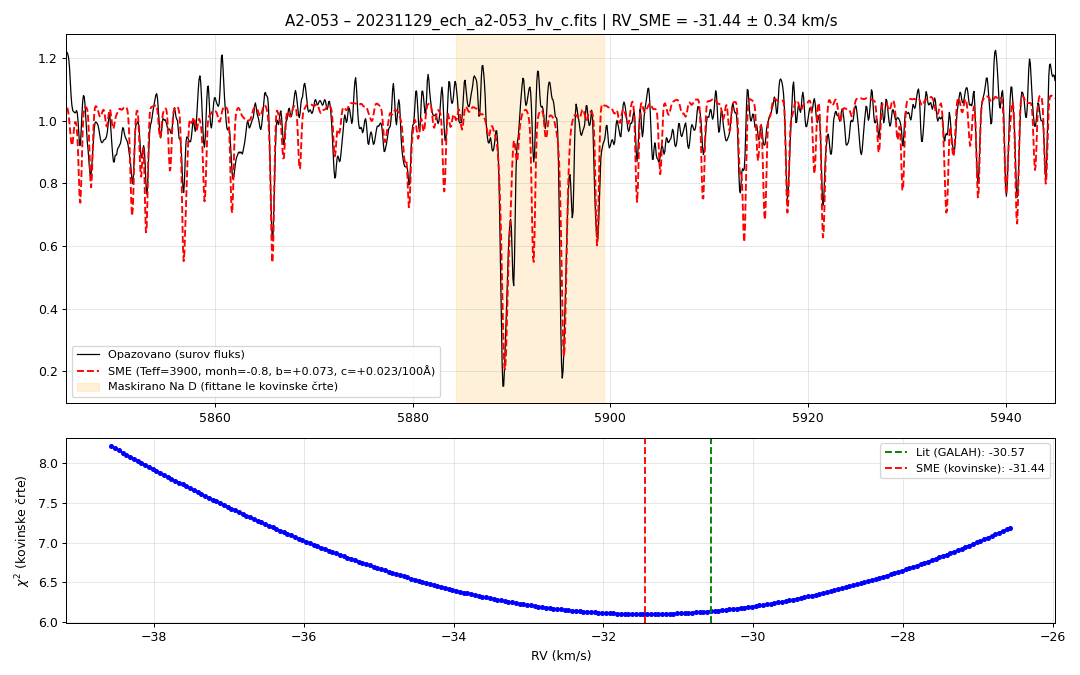 A2-053 – 20231129_ech_a2-053_hv_c.fits | RV_SME = -31.44 ± 0.34 km/s
1.2
1.0
0.8
0.6
0.4
0.2
Opazovano (surov fluks)
SME (Teff=3900, monh=-0.8, b=+0.073, c=+0.023/100Å)
Maskirano Na D (fittane le kovinske črte)
5860 5880 5900 5920 5940
χ² (kovinske črte)
8.0
7.5
7.0
6.5
6.0
Lit (GALAH): -30.57
SME (kovinske): -31.44
−38 −36 −34 −32 −30 −28 −26
RV (km/s)